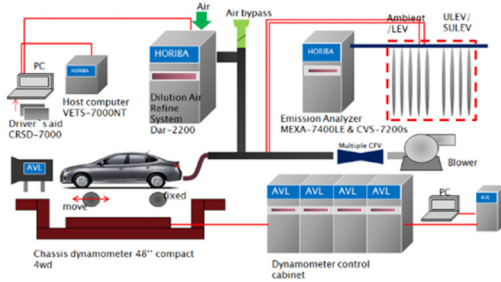 Air
Air bypass
Ambient
/LEV
ULEV/
SULEV
HORIBA
HORIBA
HORIBA
PC
Host computer
VETS-7000NT
Driver's aid
CRSD-7000
Dilution Air
Refine
System
Dar-2200
Emission Analyzer
MEXA-7400LE & CVS-7200s
Multiple CFV
Blower
AVL
move
fixed
AVL
AVL
AVL
AVL
PC
AVL
Chassis dynamometer 48'' compact
4wd
Dynamometer control
cabinet